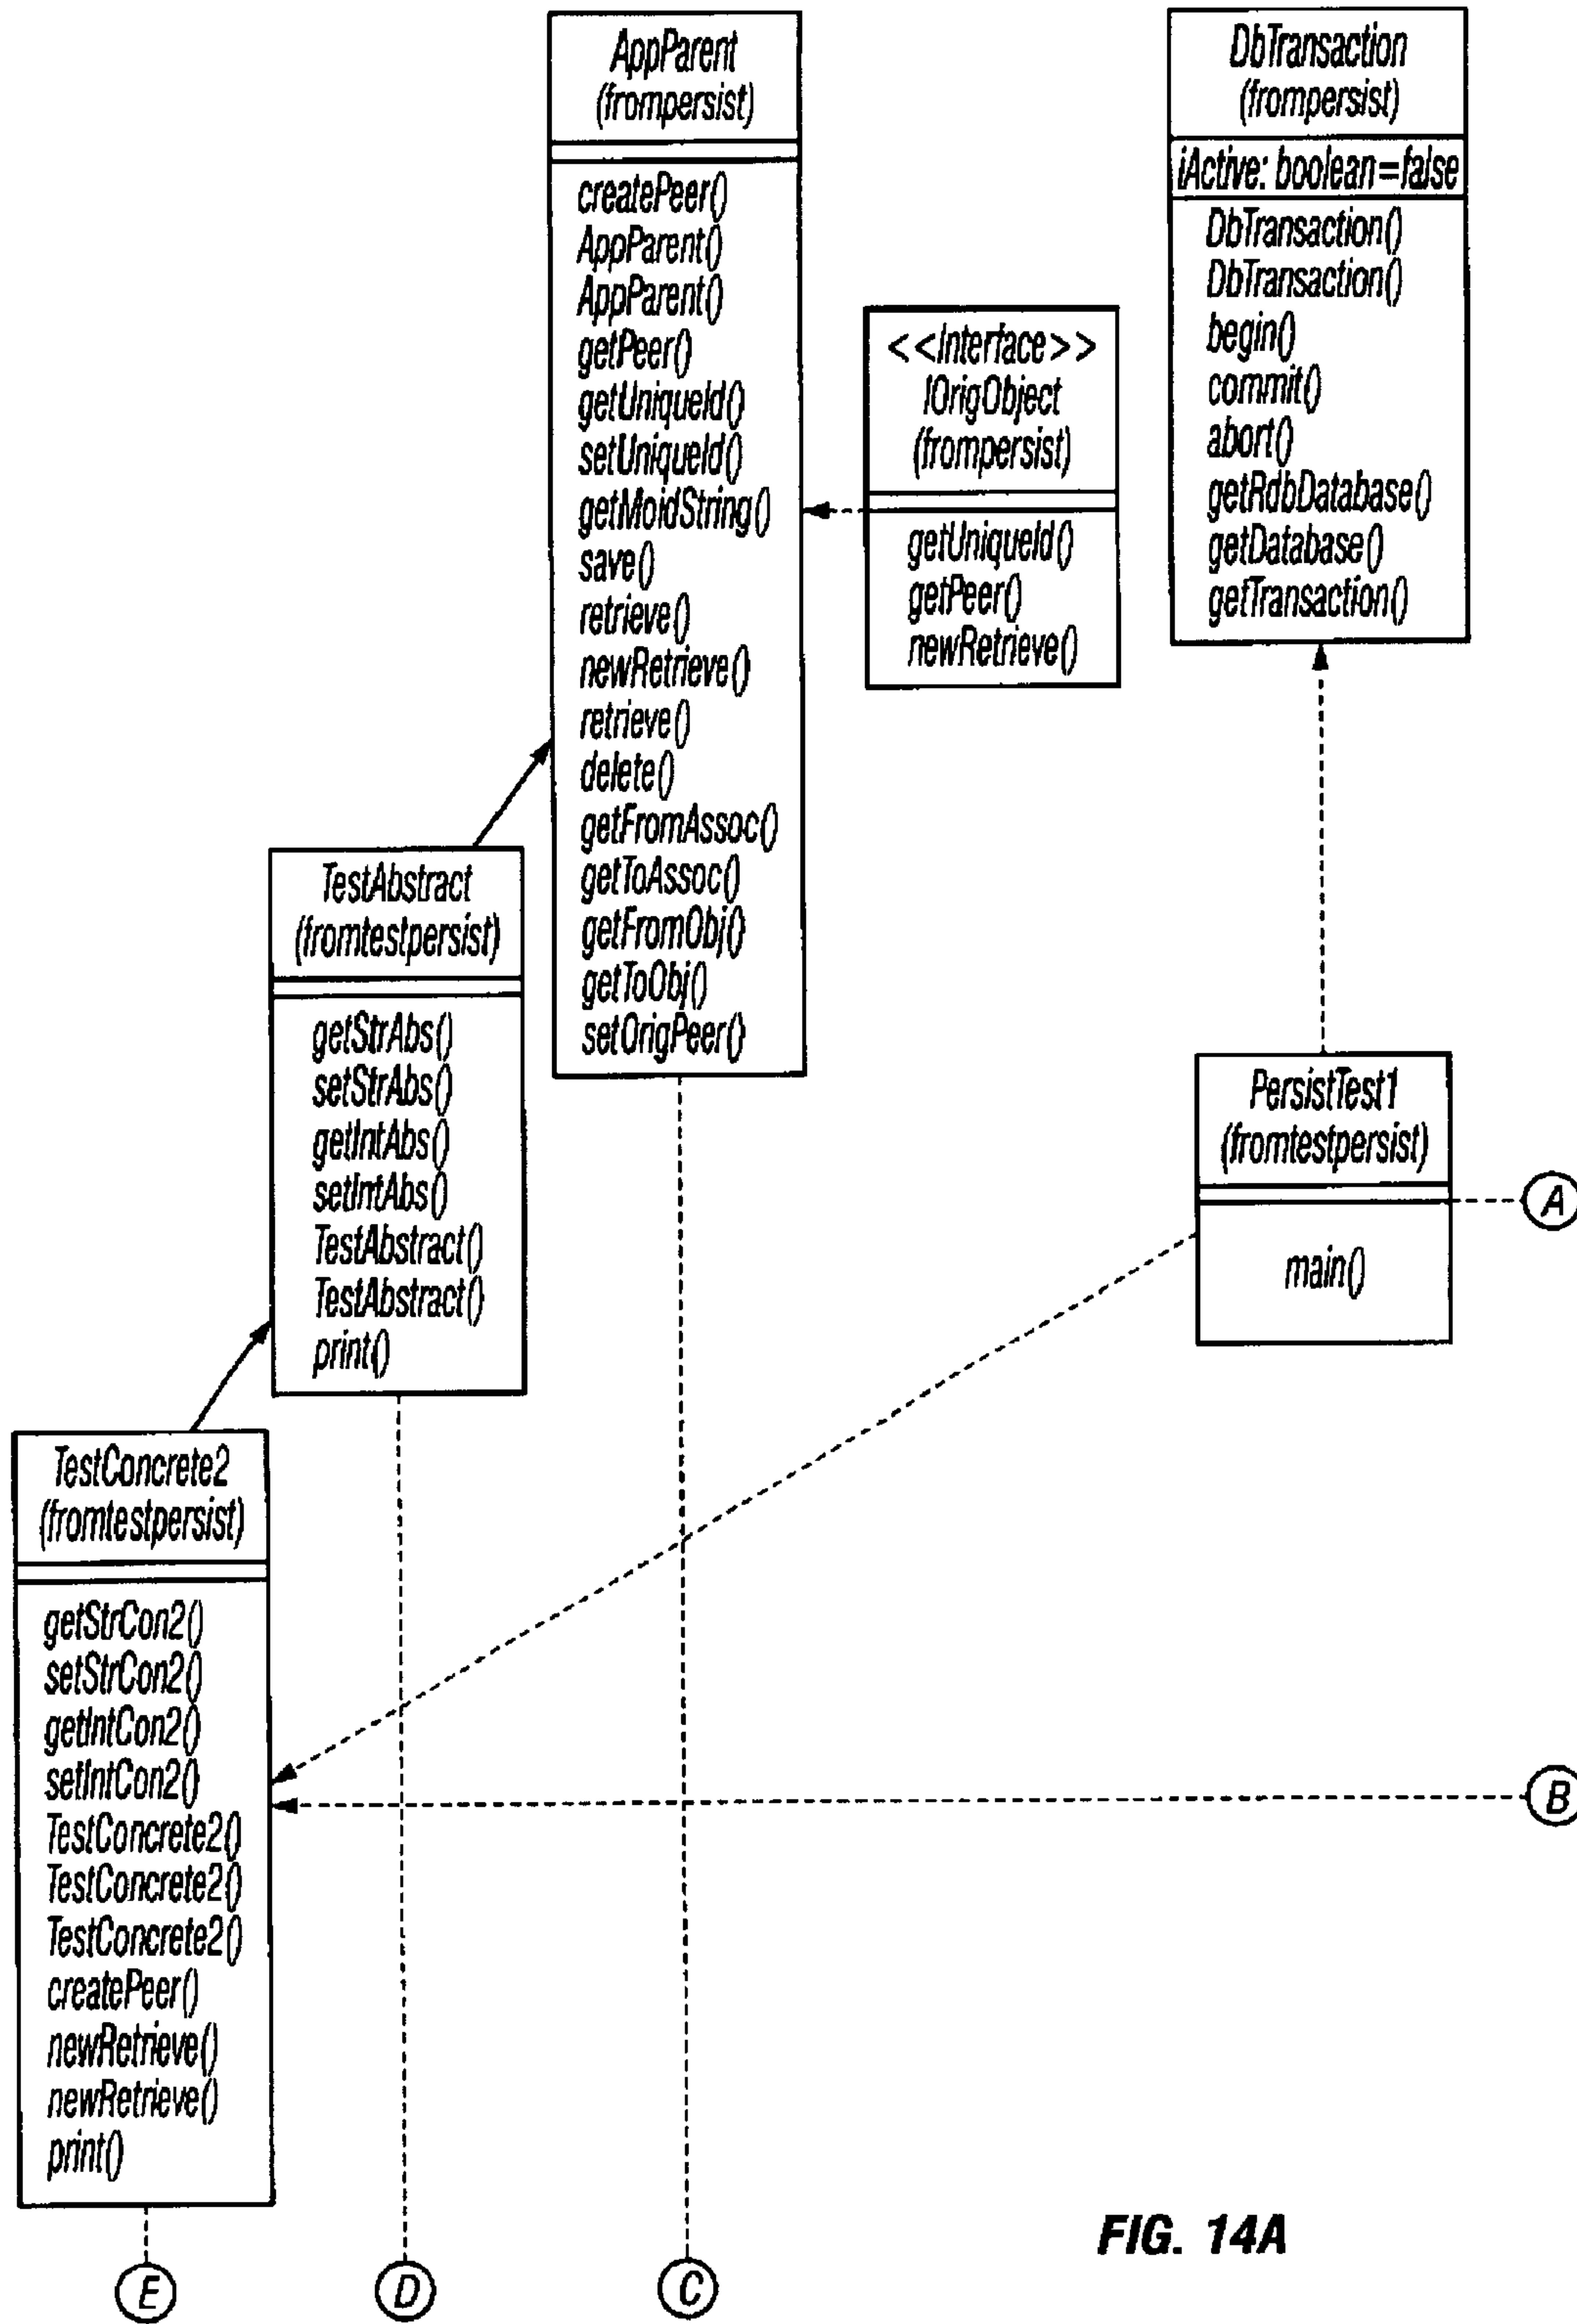 AppParent
(frompersist)
createPeer()
AppParent()
AppParent()
getPeer()
getUniqueId()
setUniqueId()
getMoidString()
save()
retrieve()
newRetrieve()
retrieve()
delete()
getFromAssoc()
getToAssoc()
getFromObj()
getToObj()
setOrigPeer()
<<Interface>>
IOrigObject
(frompersist)
getUniqueId()
getPeer()
newRetrieve()
DbTransaction
(frompersist)
iActive: boolean=false
DbTransaction()
DbTransaction()
begin()
commit()
abort()
getRdbDatabase()
getDatabase()
getTransaction()
TestAbstract
(fromtestpersist)
getStrAbs()
setStrAbs()
getIntAbs()
setIntAbs()
TestAbstract()
TestAbstract()
print()
PersistTest1
(fromtestpersist)
main()
A
TestConcrete2
(fromtestpersist)
getStrCon2()
setStrCon2()
getIntCon2()
setIntCon2()
TestConcrete2()
TestConcrete2()
TestConcrete2()
createPeer()
newRetrieve()
newRetrieve()
print()
B
E
D
C
FIG. 14A